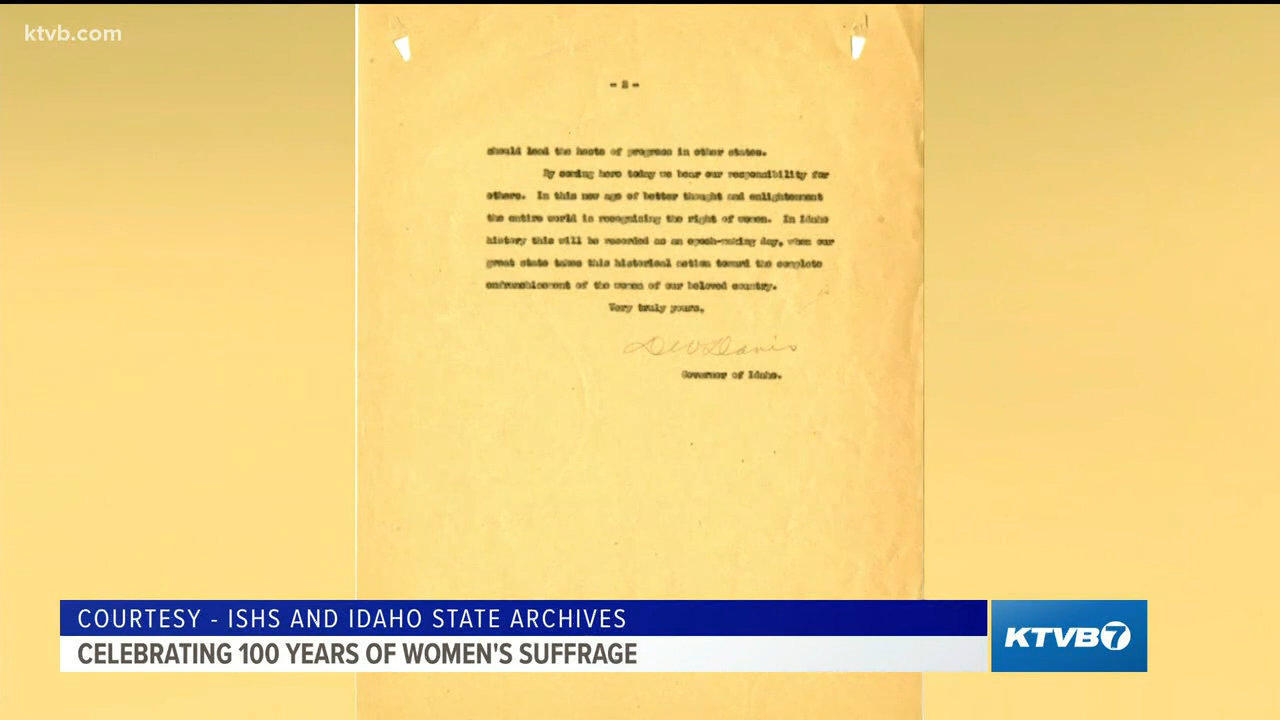 ktvb.com
- 2 -
should lead the hosts of progress in other states.
By coming here today we bear our responsibility for
others. In this new age of better thought and enlightenment
the entire world is recognizing the right of women. In Idaho
history this will be recorded as an epoch-making day, when our
great state takes this historical action toward the complete
enfranchisement of the women of our beloved country.
Very truly yours,
D W Davis
Governor of Idaho.
COURTESY - ISHS AND IDAHO STATE ARCHIVES
CELEBRATING 100 YEARS OF WOMEN'S SUFFRAGE
KTVB 7